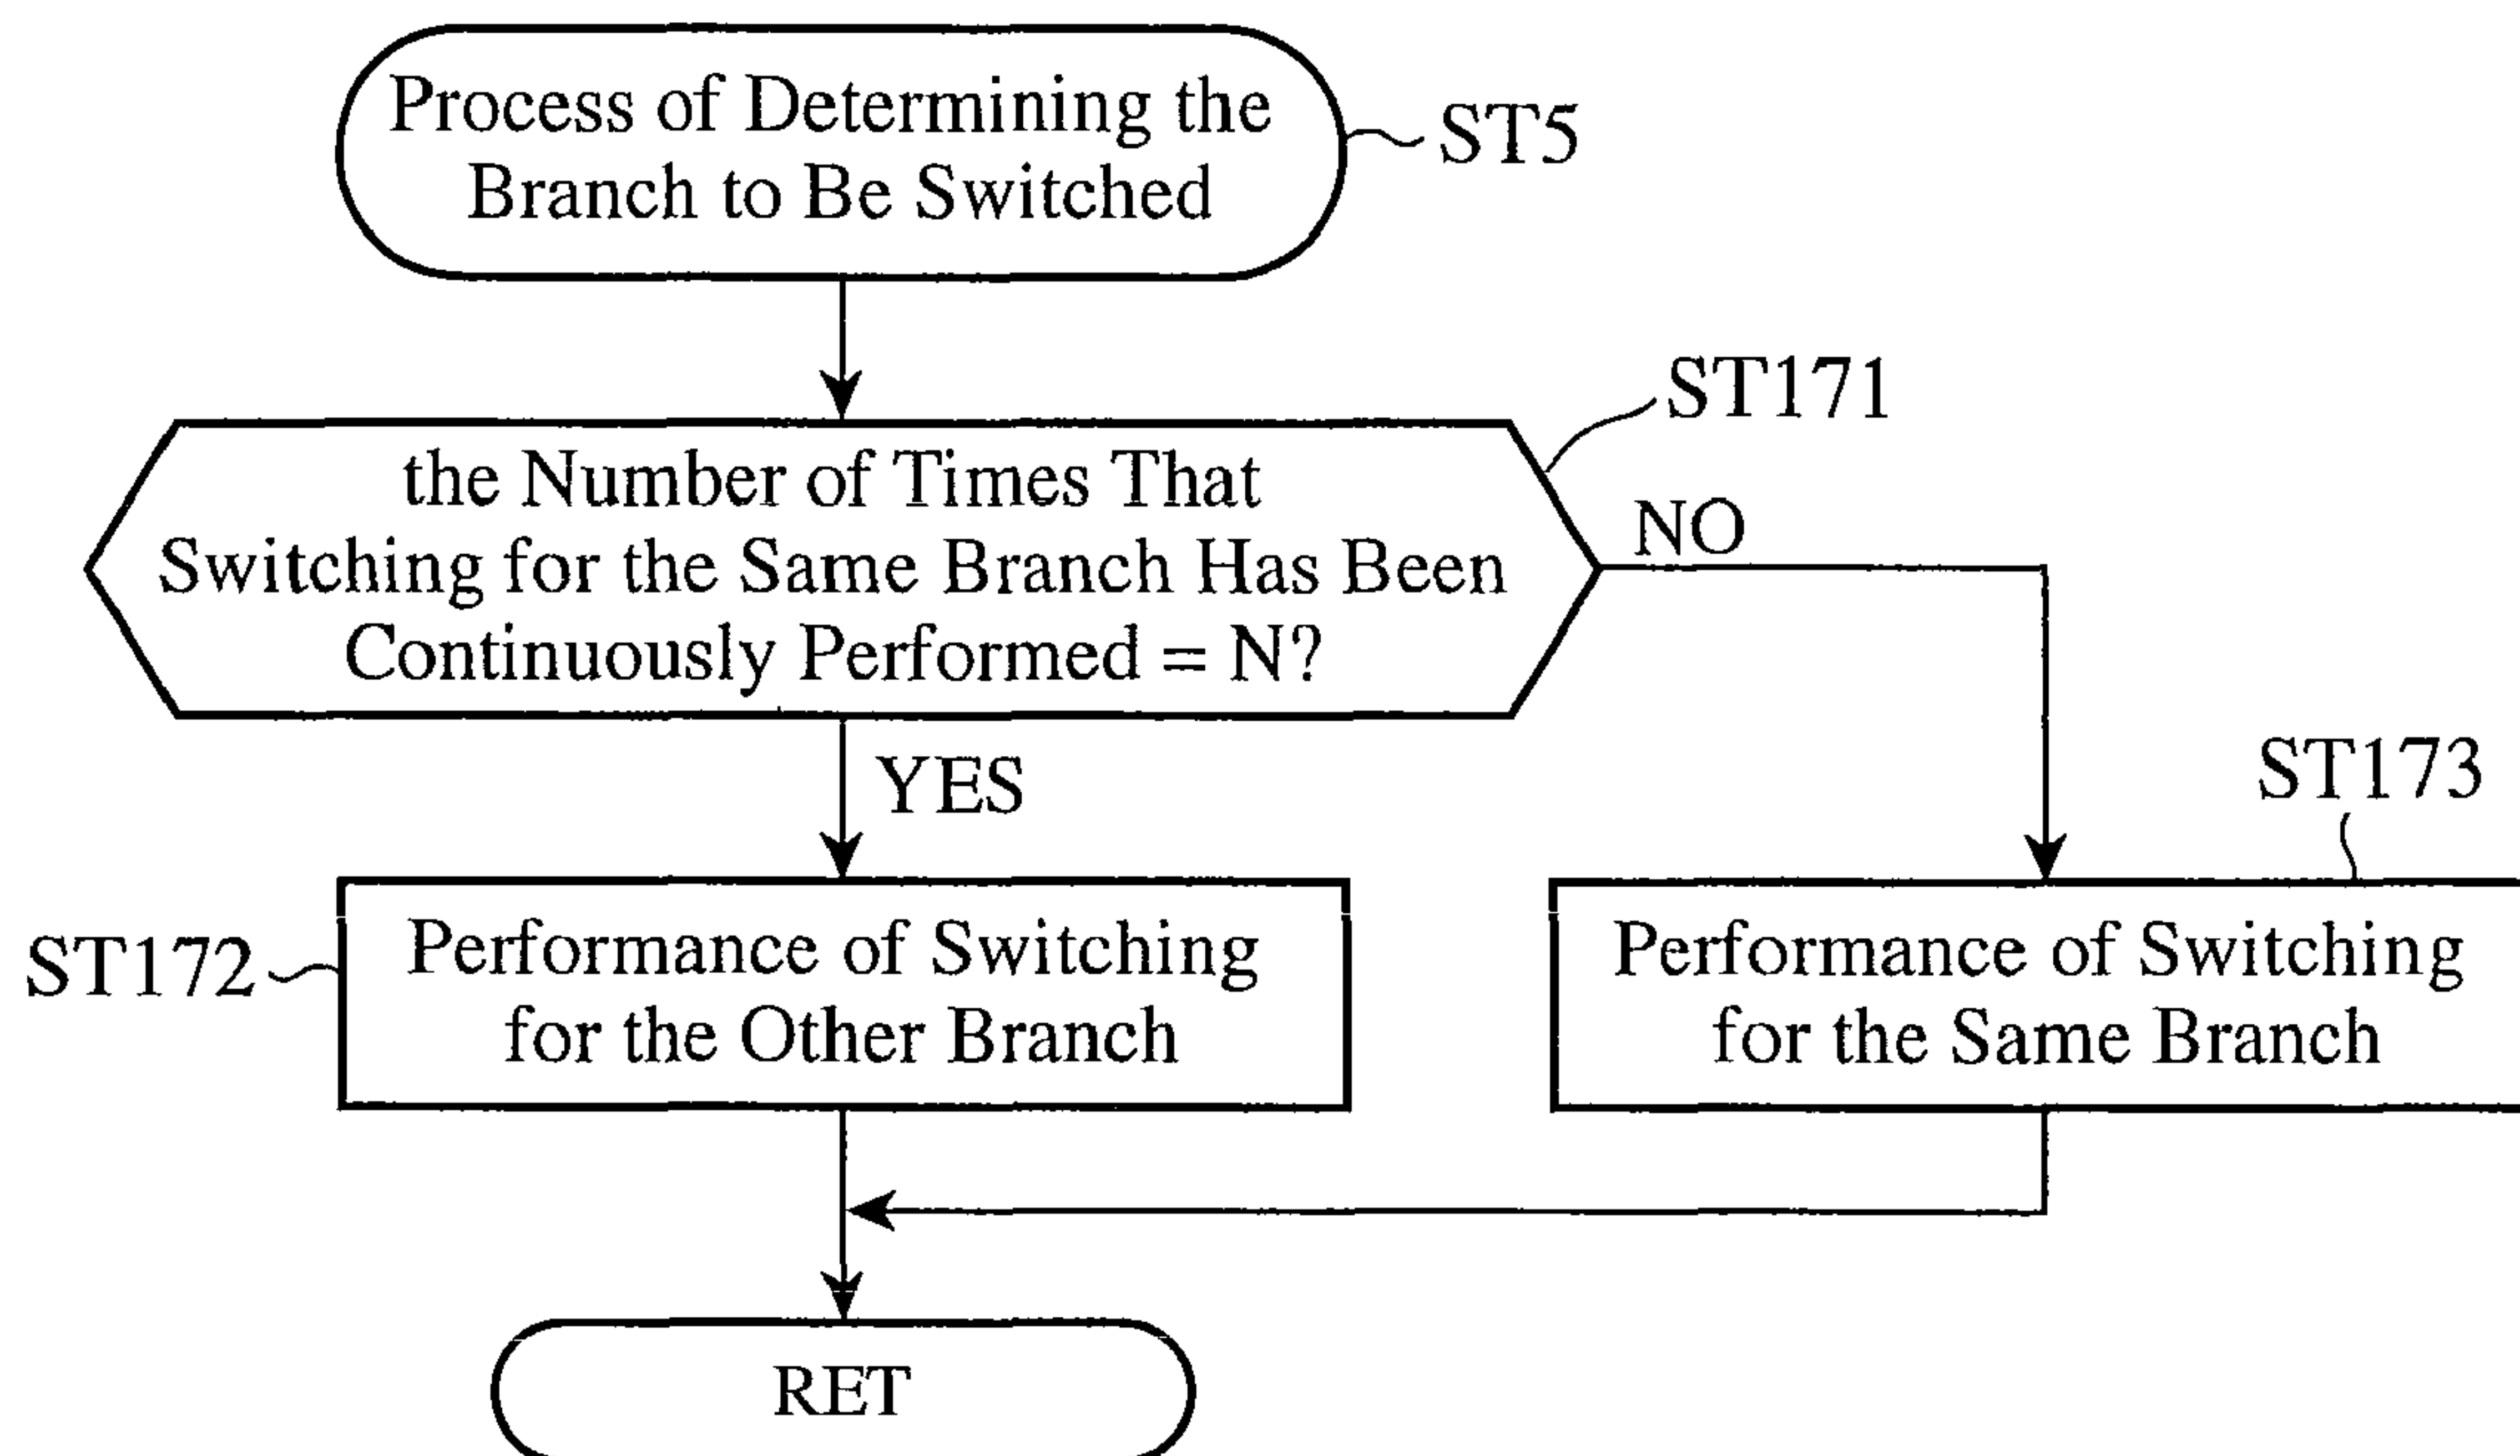 Process of Determining the
Branch to Be Switched
ST5
ST171
the Number of Times That
Switching for the Same Branch Has Been
Continuously Performed = N?
NO
YES
ST173
ST172
Performance of Switching
for the Other Branch
Performance of Switching
for the Same Branch
RET